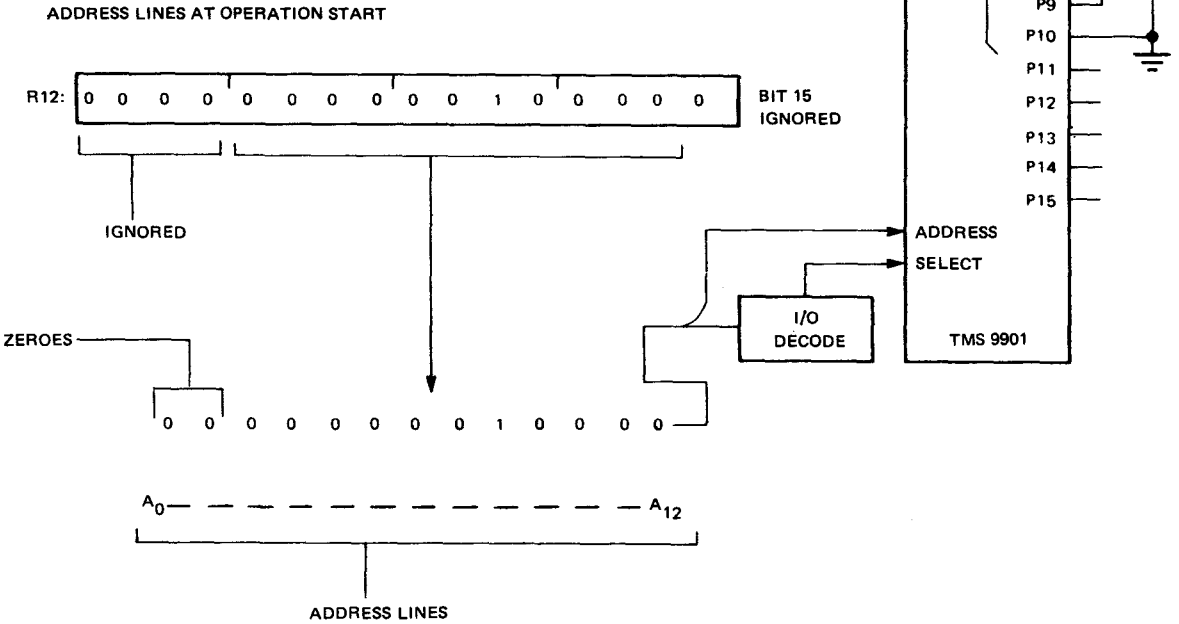 ADDRESS LINES AT OPERATION START
P9
P10
P11
P12
P13
P14
P15
R12: 0 0 0 0 0 0 0 0 0 0 1 0 0 0 0 0
BIT 15
IGNORED
IGNORED
ADDRESS
SELECT
I/O
DECODE
TMS 9901
ZEROES
0 0 0 0 0 0 0 0 1 0 0 0 0
A0 — — — — — — — — — — — — A12
ADDRESS LINES